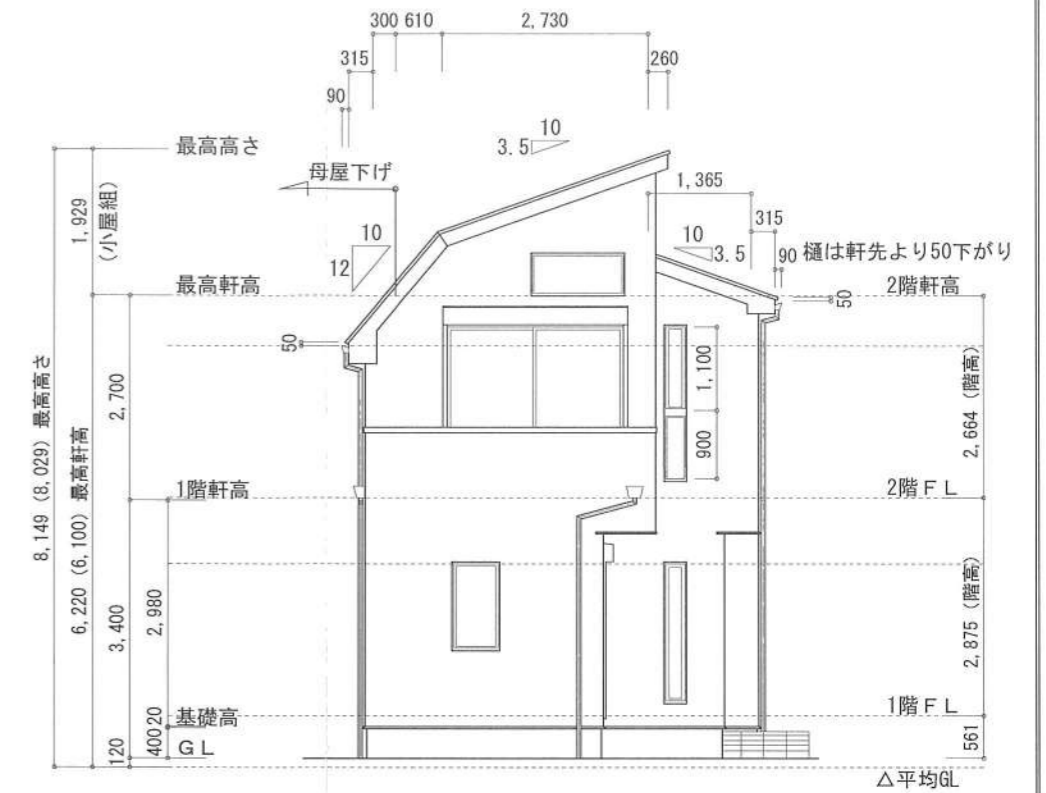 300 610 2,730
315 260
90
最高高さ
10
3.5
母屋下げ
1,365
1,929
(小屋組)
315
10
12
10
3.5
90 樋は軒先より50下がり
最高軒高
2階軒高
50
50
8,149 (8,029) 最高高さ
6,220 (6,100) 最高軒高
2,700
1,100
900
2,664 (階高)
1階軒高
2階FL
3,400
2,980
2,875 (階高)
基礎高
1階FL
120
400
20
GL
561
△平均GL